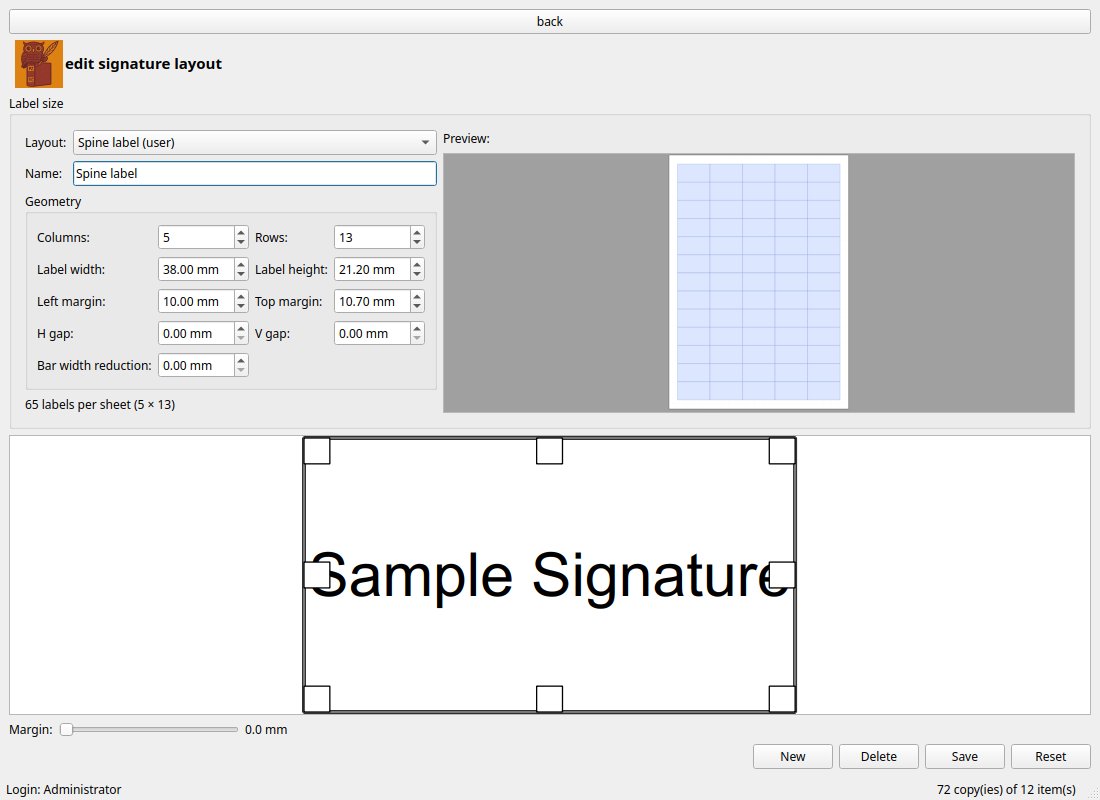 back
edit signature layout
Label size
Layout: Spine label (user)
Preview:
Name: Spine label
Geometry
Columns: 5 Rows: 13
Label width: 38.00 mm Label height: 21.20 mm
Left margin: 10.00 mm Top margin: 10.70 mm
H gap: 0.00 mm V gap: 0.00 mm
Bar width reduction: 0.00 mm
65 labels per sheet (5 × 13)
Sample Signature
Margin: 0.0 mm
New Delete Save Reset
Login: Administrator 72 copy(ies) of 12 item(s)